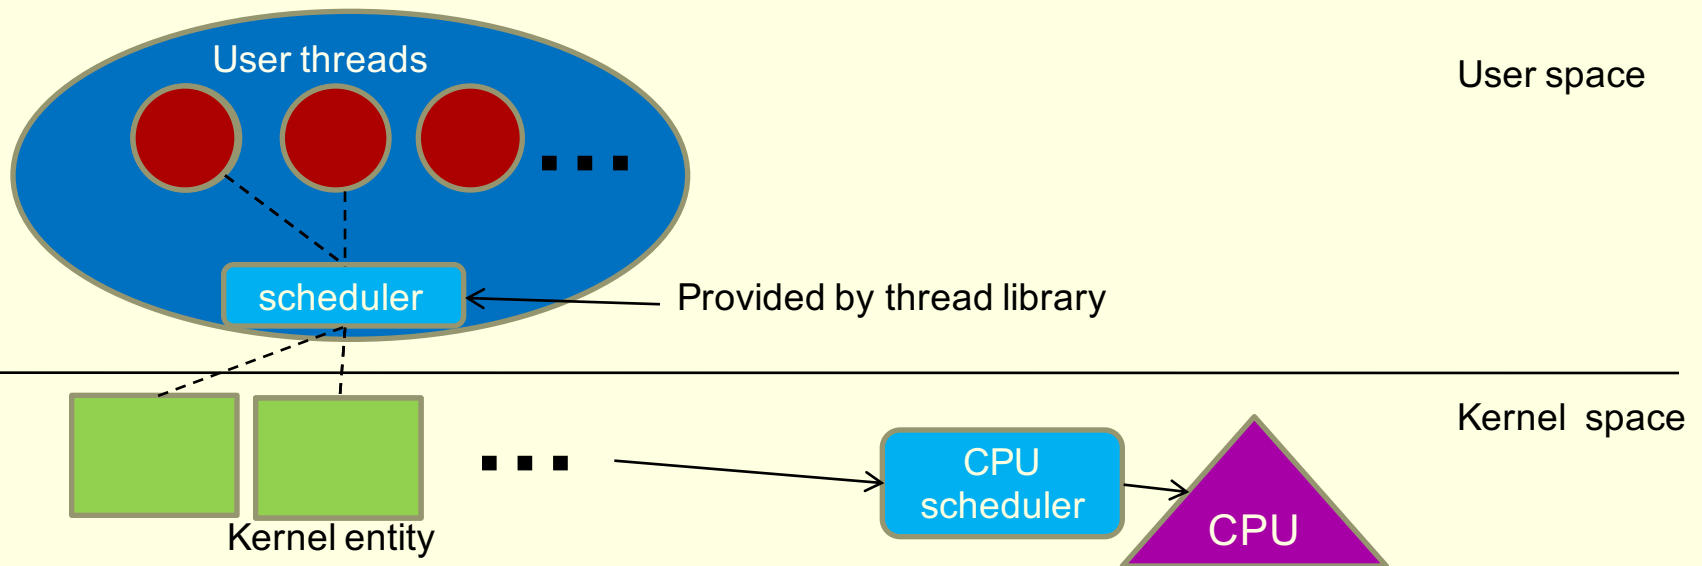 User threads
User space
scheduler
Provided by thread library
Kernel space
CPU
scheduler
CPU
Kernel entity